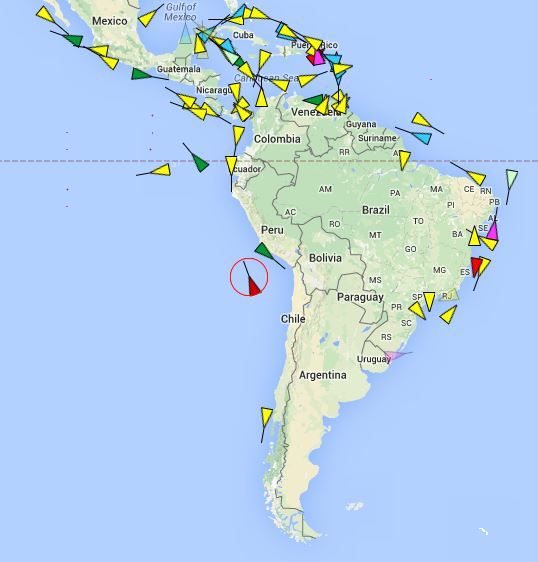 Gulf of
Mexico
Mexico
Cuba
Puerto Rico
Guatemala
Caribbean Sea
Nicaragu
Venezuela
Guyana
Suriname
Colombia
RR
A
cuador
AM
PA
MA
CE
RN
PB
PI
AL
SE
AC
RO
TO
BA
Brazil
Peru
MT
GO
Bolivia
MG
ES
MS
Paraguay
SP
RJ
PR
SC
Chile
RS
Uruguay
Argentina